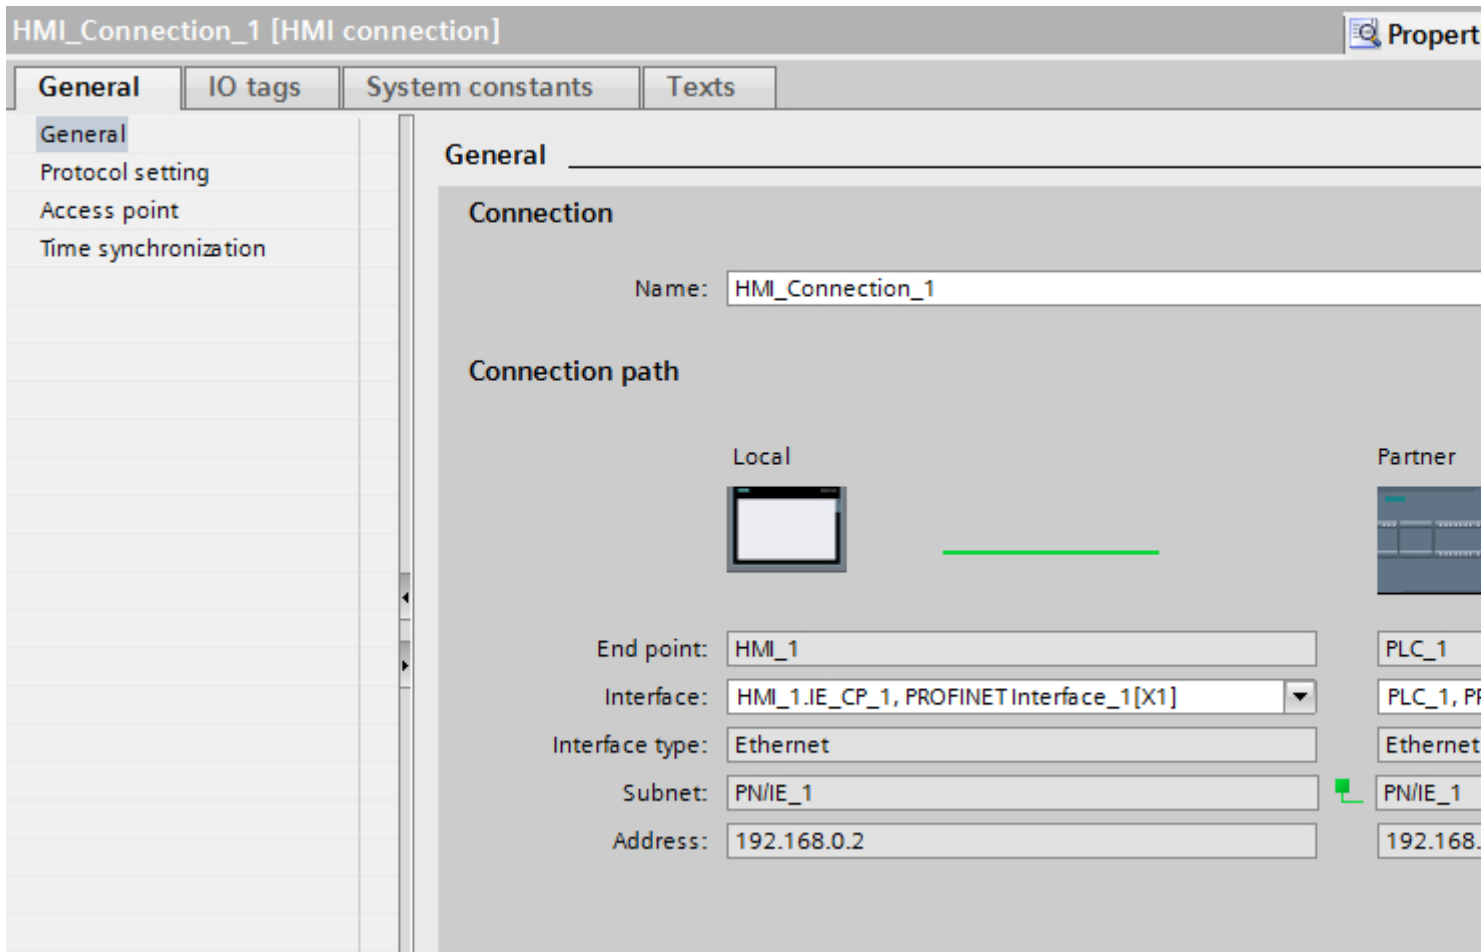 HMI_Connection_1 [HMI connection]
General IO tags System constants Texts
General
Protocol setting
Access point
Time synchronization
General
Connection
Name: HMI_Connection_1
Connection path
Local Partner
End point: HMI_1 PLC_1
Interface: HMI_1.IE_CP_1, PROFINET Interface_1[X1] PLC_1,
Interface type: Ethernet Ethernet
Subnet: PN/IE_1 PN/IE_1
Address: 192.168.0.2 192.168.